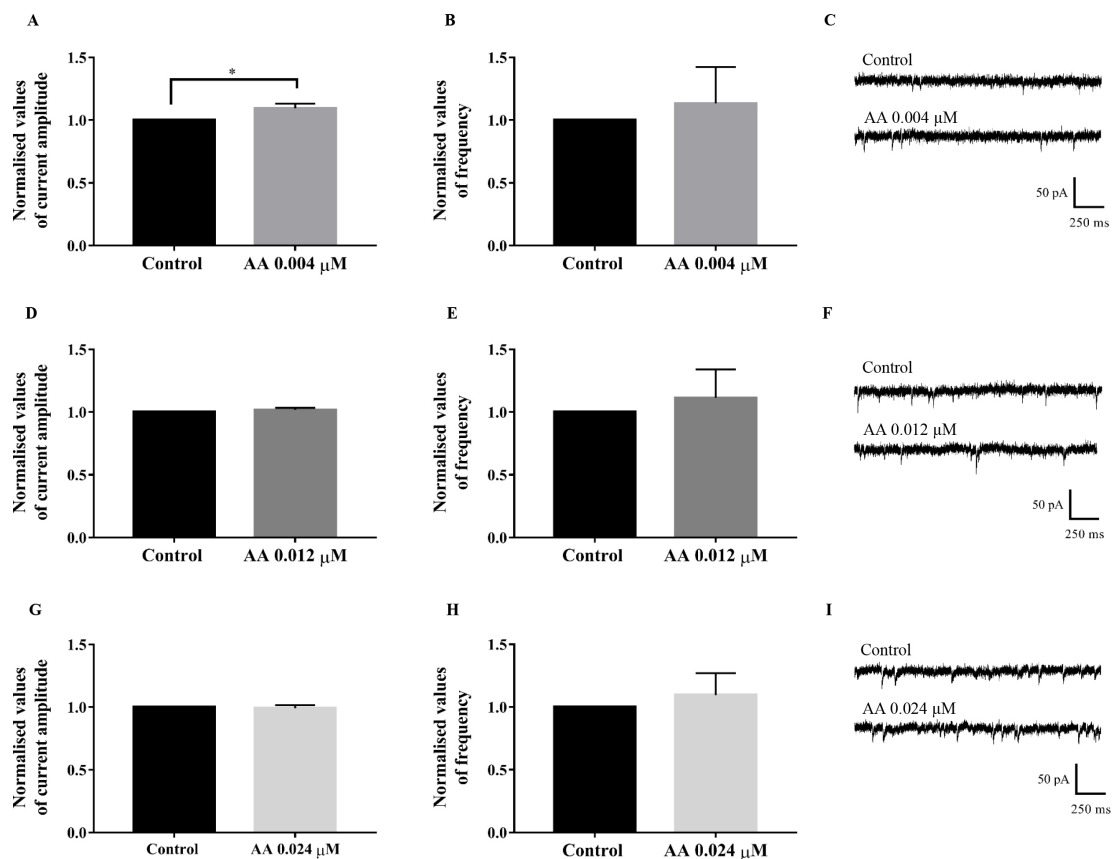 A
Normalised values
of current amplitude
1.5
1.0
0.5
0.0
*
Control
AA 0.004 µM
B
Normalised values
of frequency
1.5
1.0
0.5
0.0
Control
AA 0.004 µM
C
Control
AA 0.004 µM
50 pA
250 ms
D
Normalised values
of current amplitude
1.5
1.0
0.5
0.0
Control
AA 0.012 µM
E
Normalised values
of frequency
1.5
1.0
0.5
0.0
Control
AA 0.012 µM
F
Control
AA 0.012 µM
50 pA
250 ms
G
Normalised values
of current amplitude
1.5
1.0
0.5
0.0
Control
AA 0.024 µM
H
Normalised values
of frequency
1.5
1.0
0.5
0.0
Control
AA 0.024 µM
I
Control
AA 0.024 µM
50 pA
250 ms